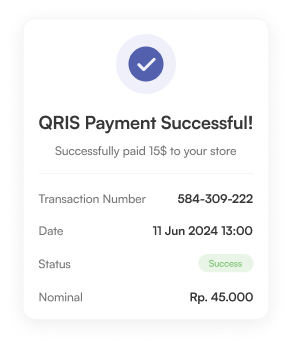 QRIS Payment Successful!
Successfully paid 15$ to your store
Transaction Number 584-309-222
Date 11 Jun 2024 13:00
Status Success
Nominal Rp. 45.000